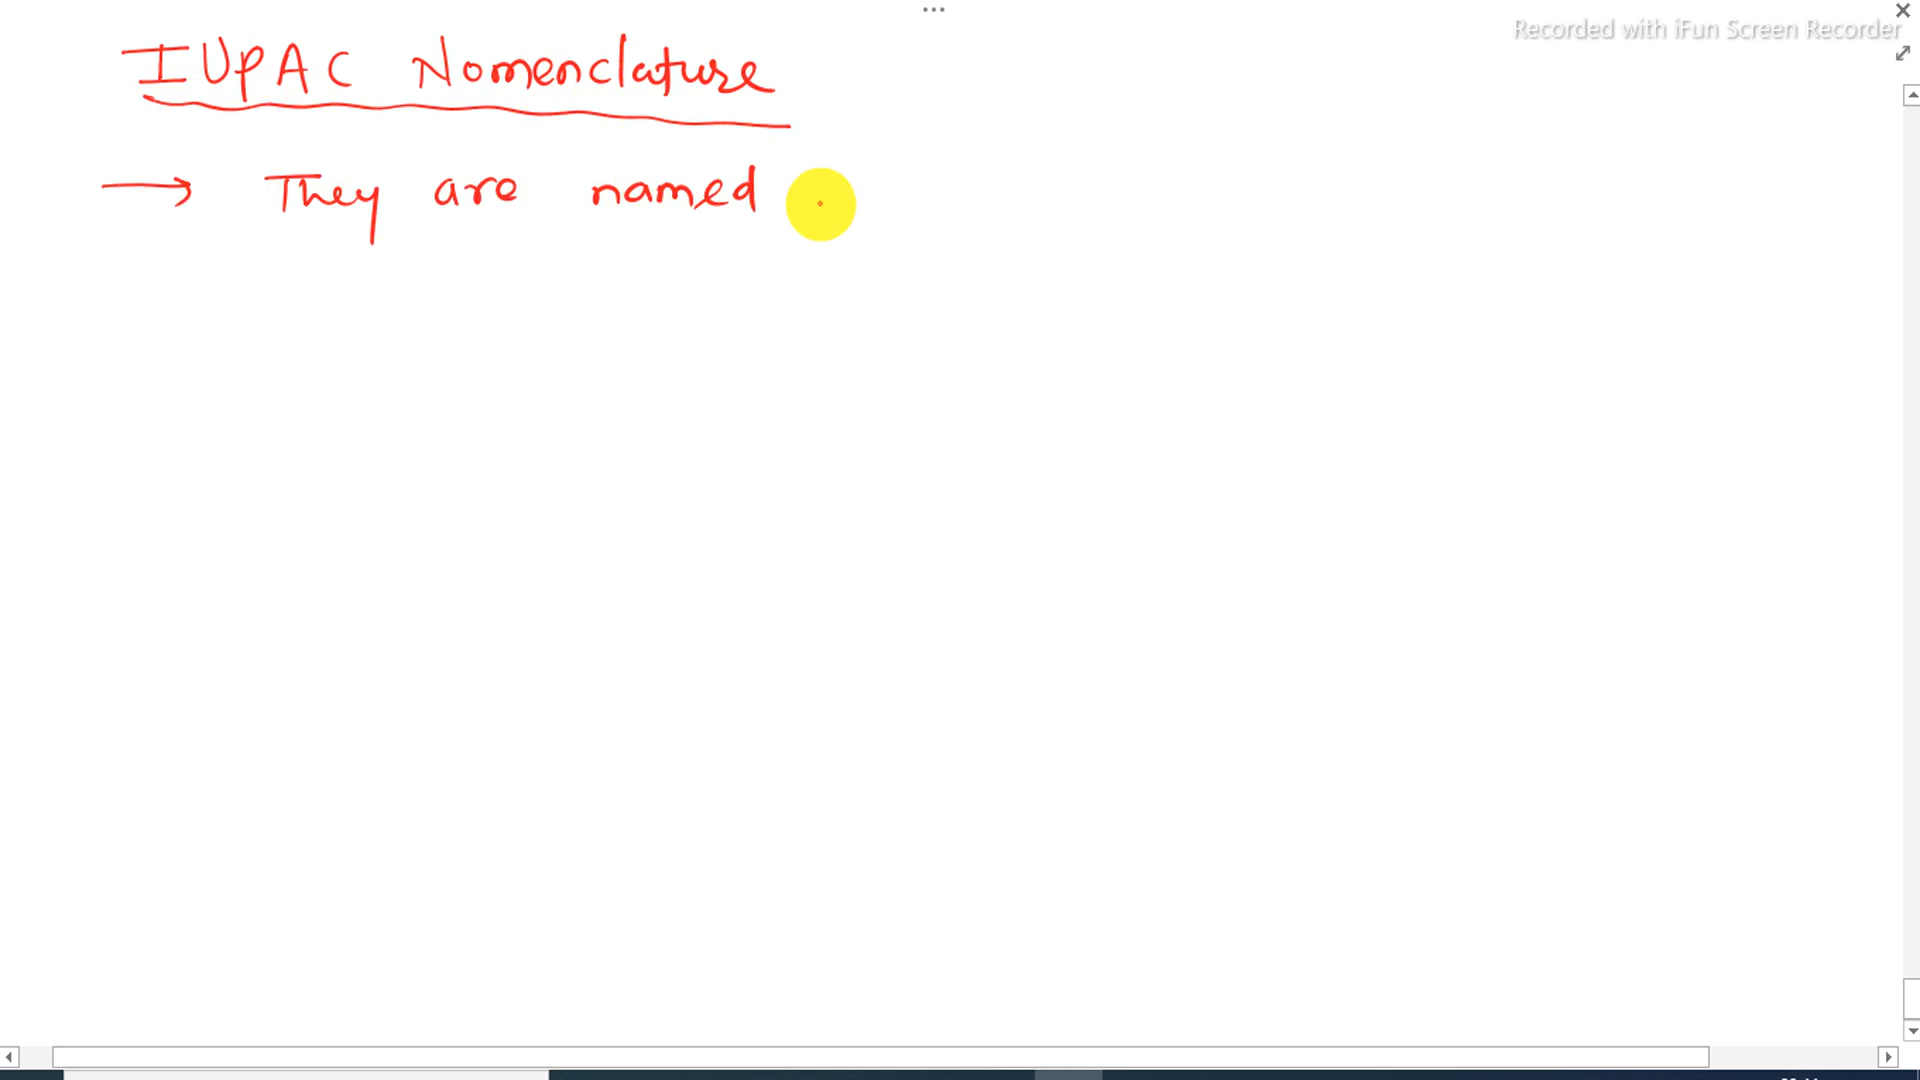 Recorded with iFun Screen Recorder
IUPAC Nomenclature
→ They are named